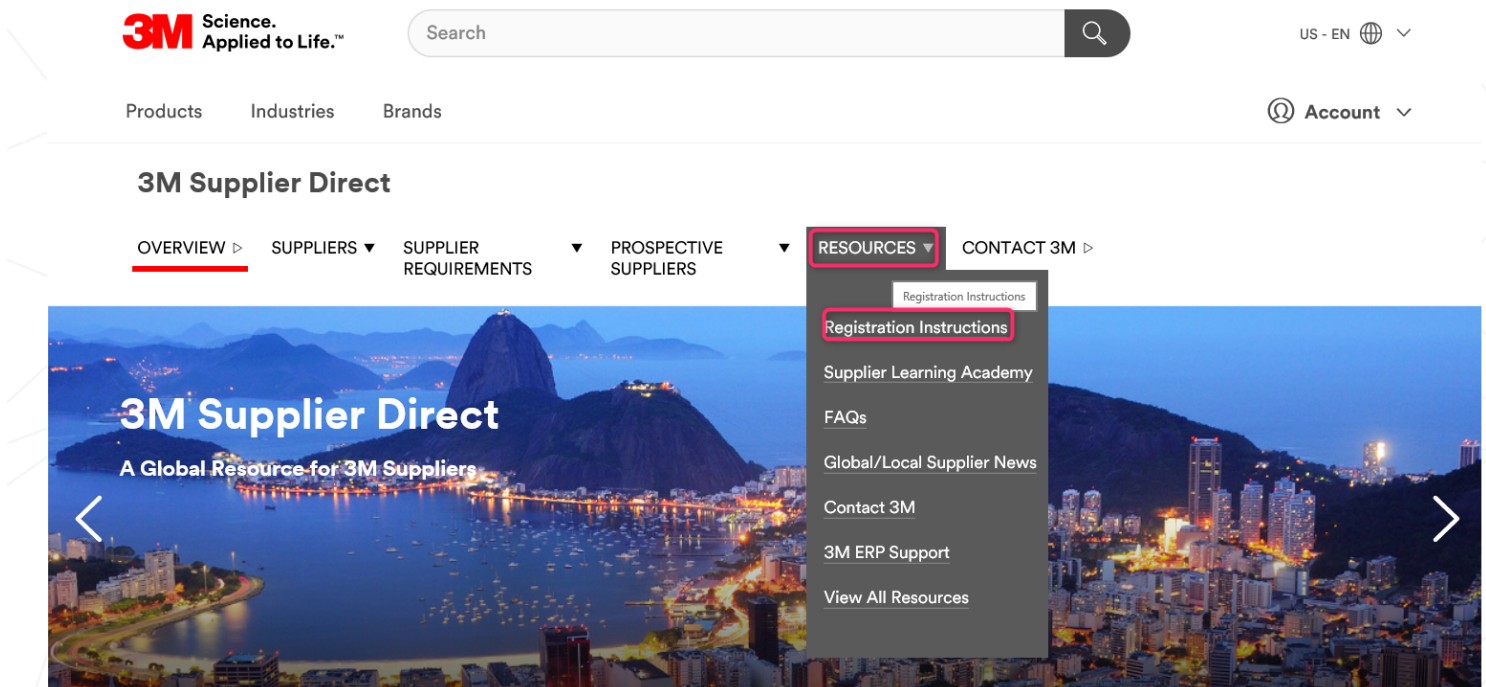 3M Science.
Applied to Life.™
Search
US - EN
Products Industries Brands
Account
3M Supplier Direct
OVERVIEW SUPPLIERS SUPPLIER REQUIREMENTS PROSPECTIVE SUPPLIERS RESOURCES CONTACT 3M
Registration Instructions
Registration Instructions
Supplier Learning Academy
FAQs
Global/Local Supplier News
Contact 3M
3M ERP Support
View All Resources
3M Supplier Direct
A Global Resource for 3M Suppliers